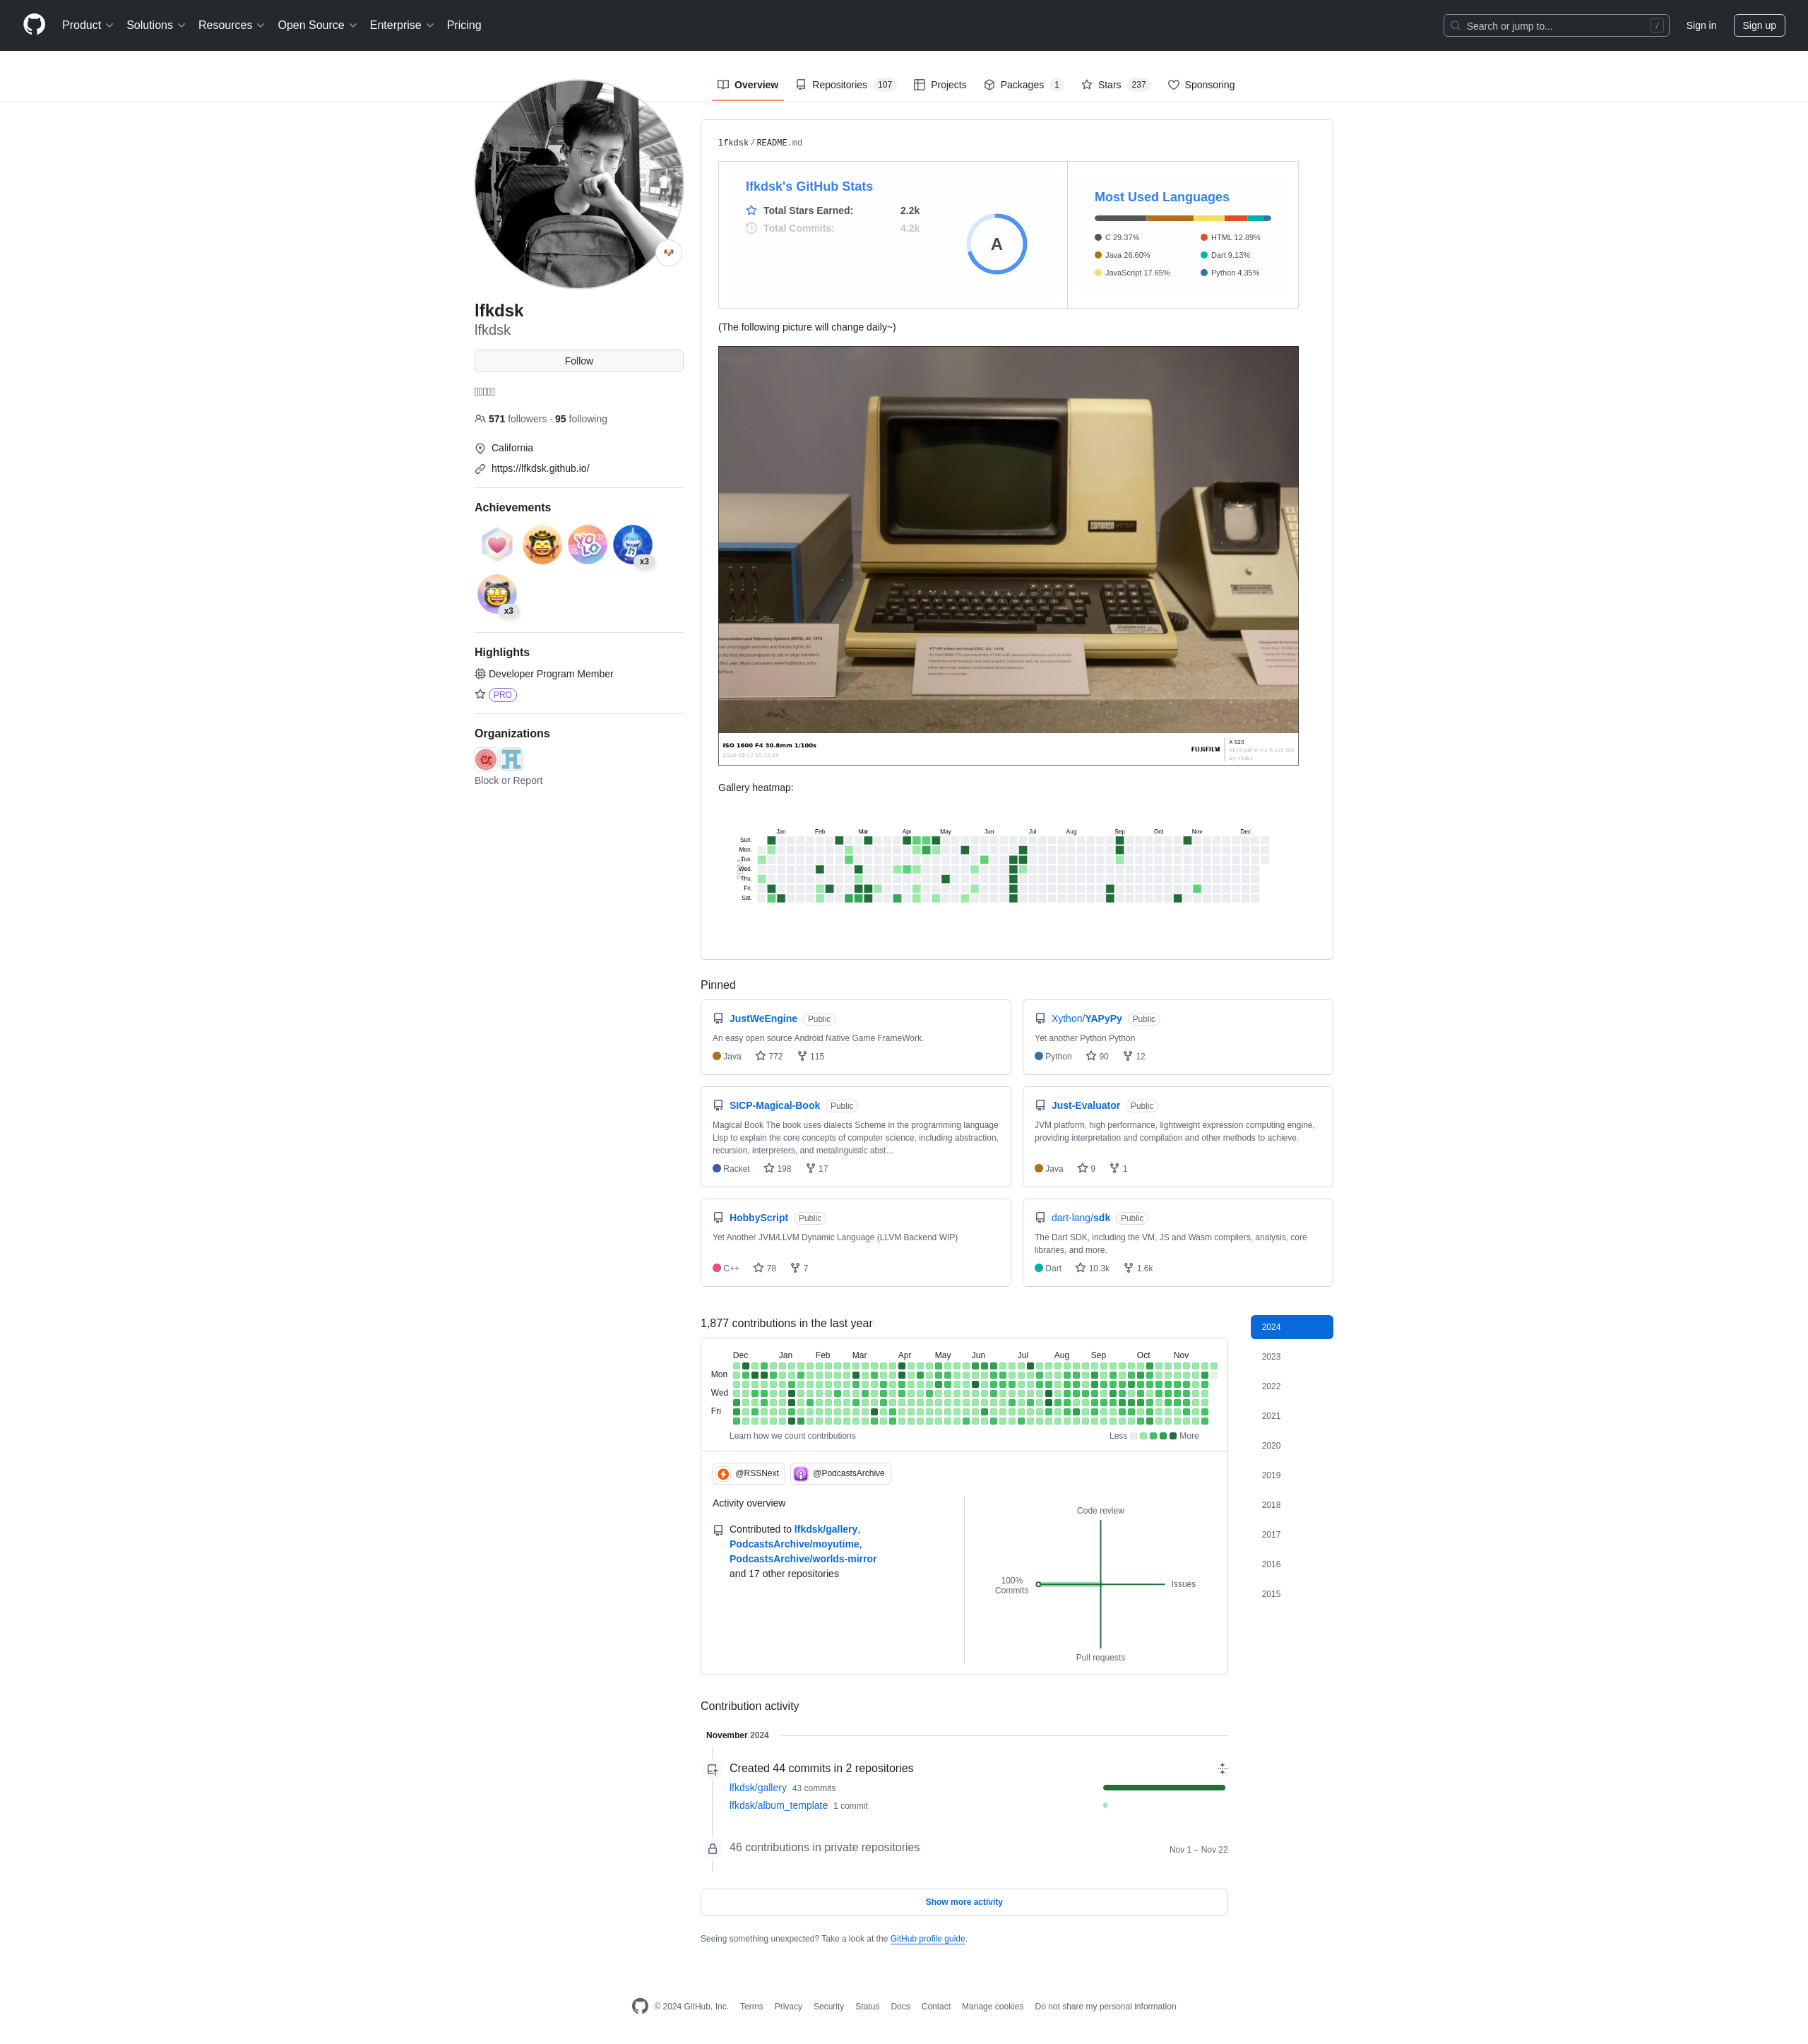 Product Solutions Resources Open Source Enterprise Pricing
Search or jump to... /
Sign in
Sign up
Overview
Repositories 107
Projects
Packages 1
Stars 237
Sponsoring
lfkdsk
lfkdsk
Follow
571 followers · 95 following
California
https://lfkdsk.github.io/
Achievements
YOLO
x3
x3
Highlights
Developer Program Member
PRO
Organizations
Block or Report
lfkdsk / README.md
lfkdsk's GitHub Stats
Total Stars Earned: 2.2k
Total Commits: 4.2k
A
Most Used Languages
C 29.37%
Java 26.60%
JavaScript 17.65%
HTML 12.89%
Dart 9.13%
Python 4.35%
(The following picture will change daily~)
ISO 1600 F4 30.8mm 1/100s
FUJIFILM
X-S20
Gallery heatmap:
Jan Feb Mar Apr May Jun Jul Aug Sep Oct Nov Dec
Sun.
Mon.
Tue.
Wed.
Thu.
Fri.
Sat.
Pinned
JustWeEngine Public
An easy open source Android Native Game FrameWork.
Java 772 115
Xython/YAPyPy Public
Yet another Python Python
Python 90 12
SICP-Magical-Book Public
Magical Book The book uses dialects Scheme in the programming language
Lisp to explain the core concepts of computer science, including abstraction,
recursion, interpreters, and metalinguistic abst…
Racket 198 17
Just-Evaluator Public
JVM platform, high performance, lightweight expression computing engine,
providing interpretation and compilation and other methods to achieve.
Java 9 1
HobbyScript Public
Yet Another JVM/LLVM Dynamic Language (LLVM Backend WIP)
C++ 78 7
dart-lang/sdk Public
The Dart SDK, including the VM, JS and Wasm compilers, analysis, core
libraries, and more.
Dart 10.3k 1.6k
1,877 contributions in the last year
Dec Jan Feb Mar Apr May Jun Jul Aug Sep Oct Nov
Mon
Wed
Fri
Learn how we count contributions
Less More
@RSSNext
@PodcastsArchive
Activity overview
Contributed to lfkdsk/gallery,
PodcastsArchive/moyutime,
PodcastsArchive/worlds-mirror
and 17 other repositories
Code review
100%
Commits
Issues
Pull requests
2024
2023
2022
2021
2020
2019
2018
2017
2016
2015
Contribution activity
November 2024
Created 44 commits in 2 repositories
lfkdsk/gallery 43 commits
lfkdsk/album_template 1 commit
46 contributions in private repositories
Nov 1 – Nov 22
Show more activity
Seeing something unexpected? Take a look at the GitHub profile guide.
© 2024 GitHub, Inc. Terms Privacy Security Status Docs Contact Manage cookies Do not share my personal information